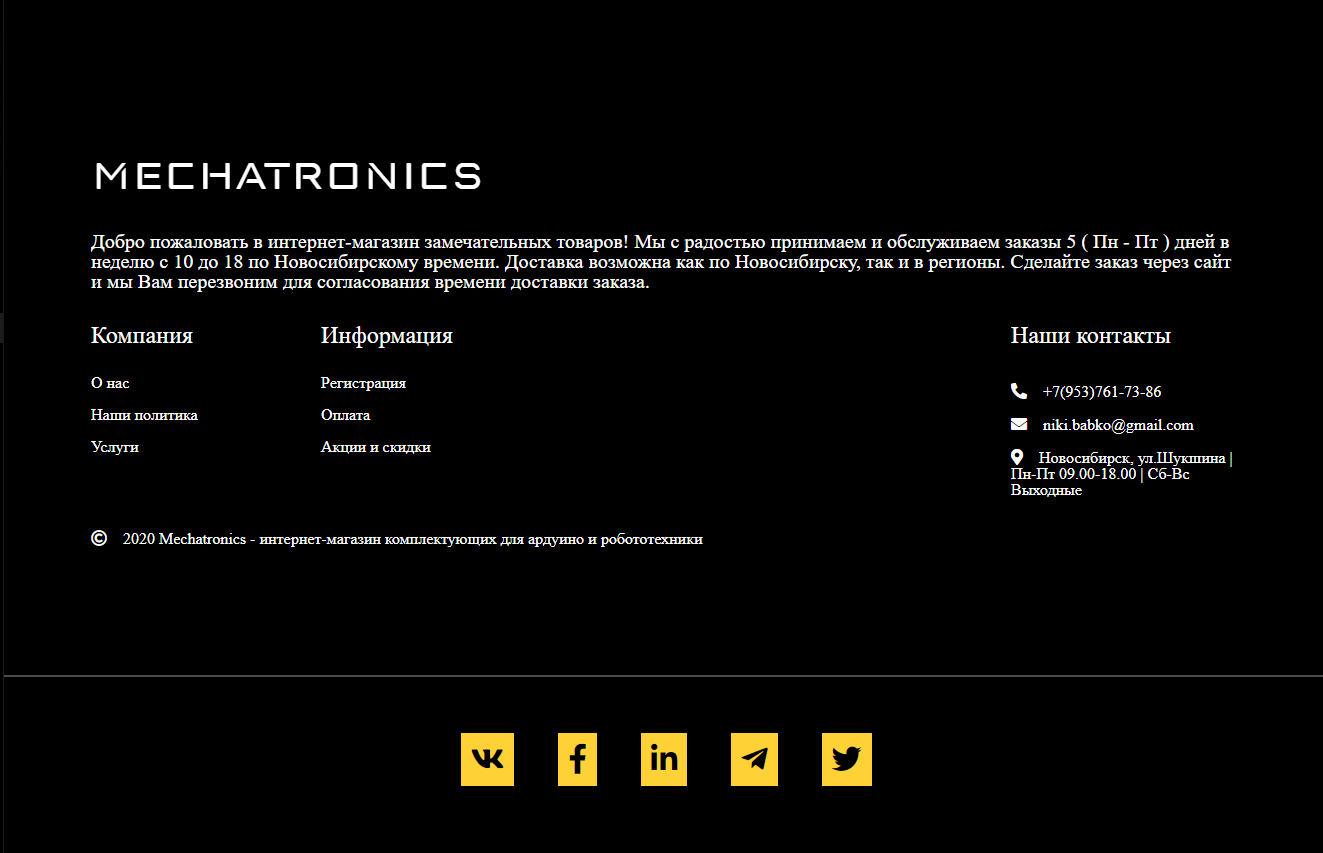 MECHATRONICS
Добро пожаловать в интернет-магазин замечательных товаров! Мы с радостью принимаем и обслуживаем заказы 5 ( Пн - Пт ) дней в
неделю с 10 до 18 по Новосибирскому времени. Доставка возможна как по Новосибирску, так и в регионы. Сделайте заказ через сайт
и мы Вам перезвоним для согласования времени доставки заказа.
Компания
О нас
Наши политика
Услуги
Информация
Регистрация
Оплата
Акции и скидки
Наши контакты
+7(953)761-73-86
niki.babko@gmail.com
Новосибирск, ул.Шукшина |
Пн-Пт 09.00-18.00 | Сб-Вс
Выходные
© 2020 Mechatronics - интернет-магазин комплектующих для ардуино и робототехники